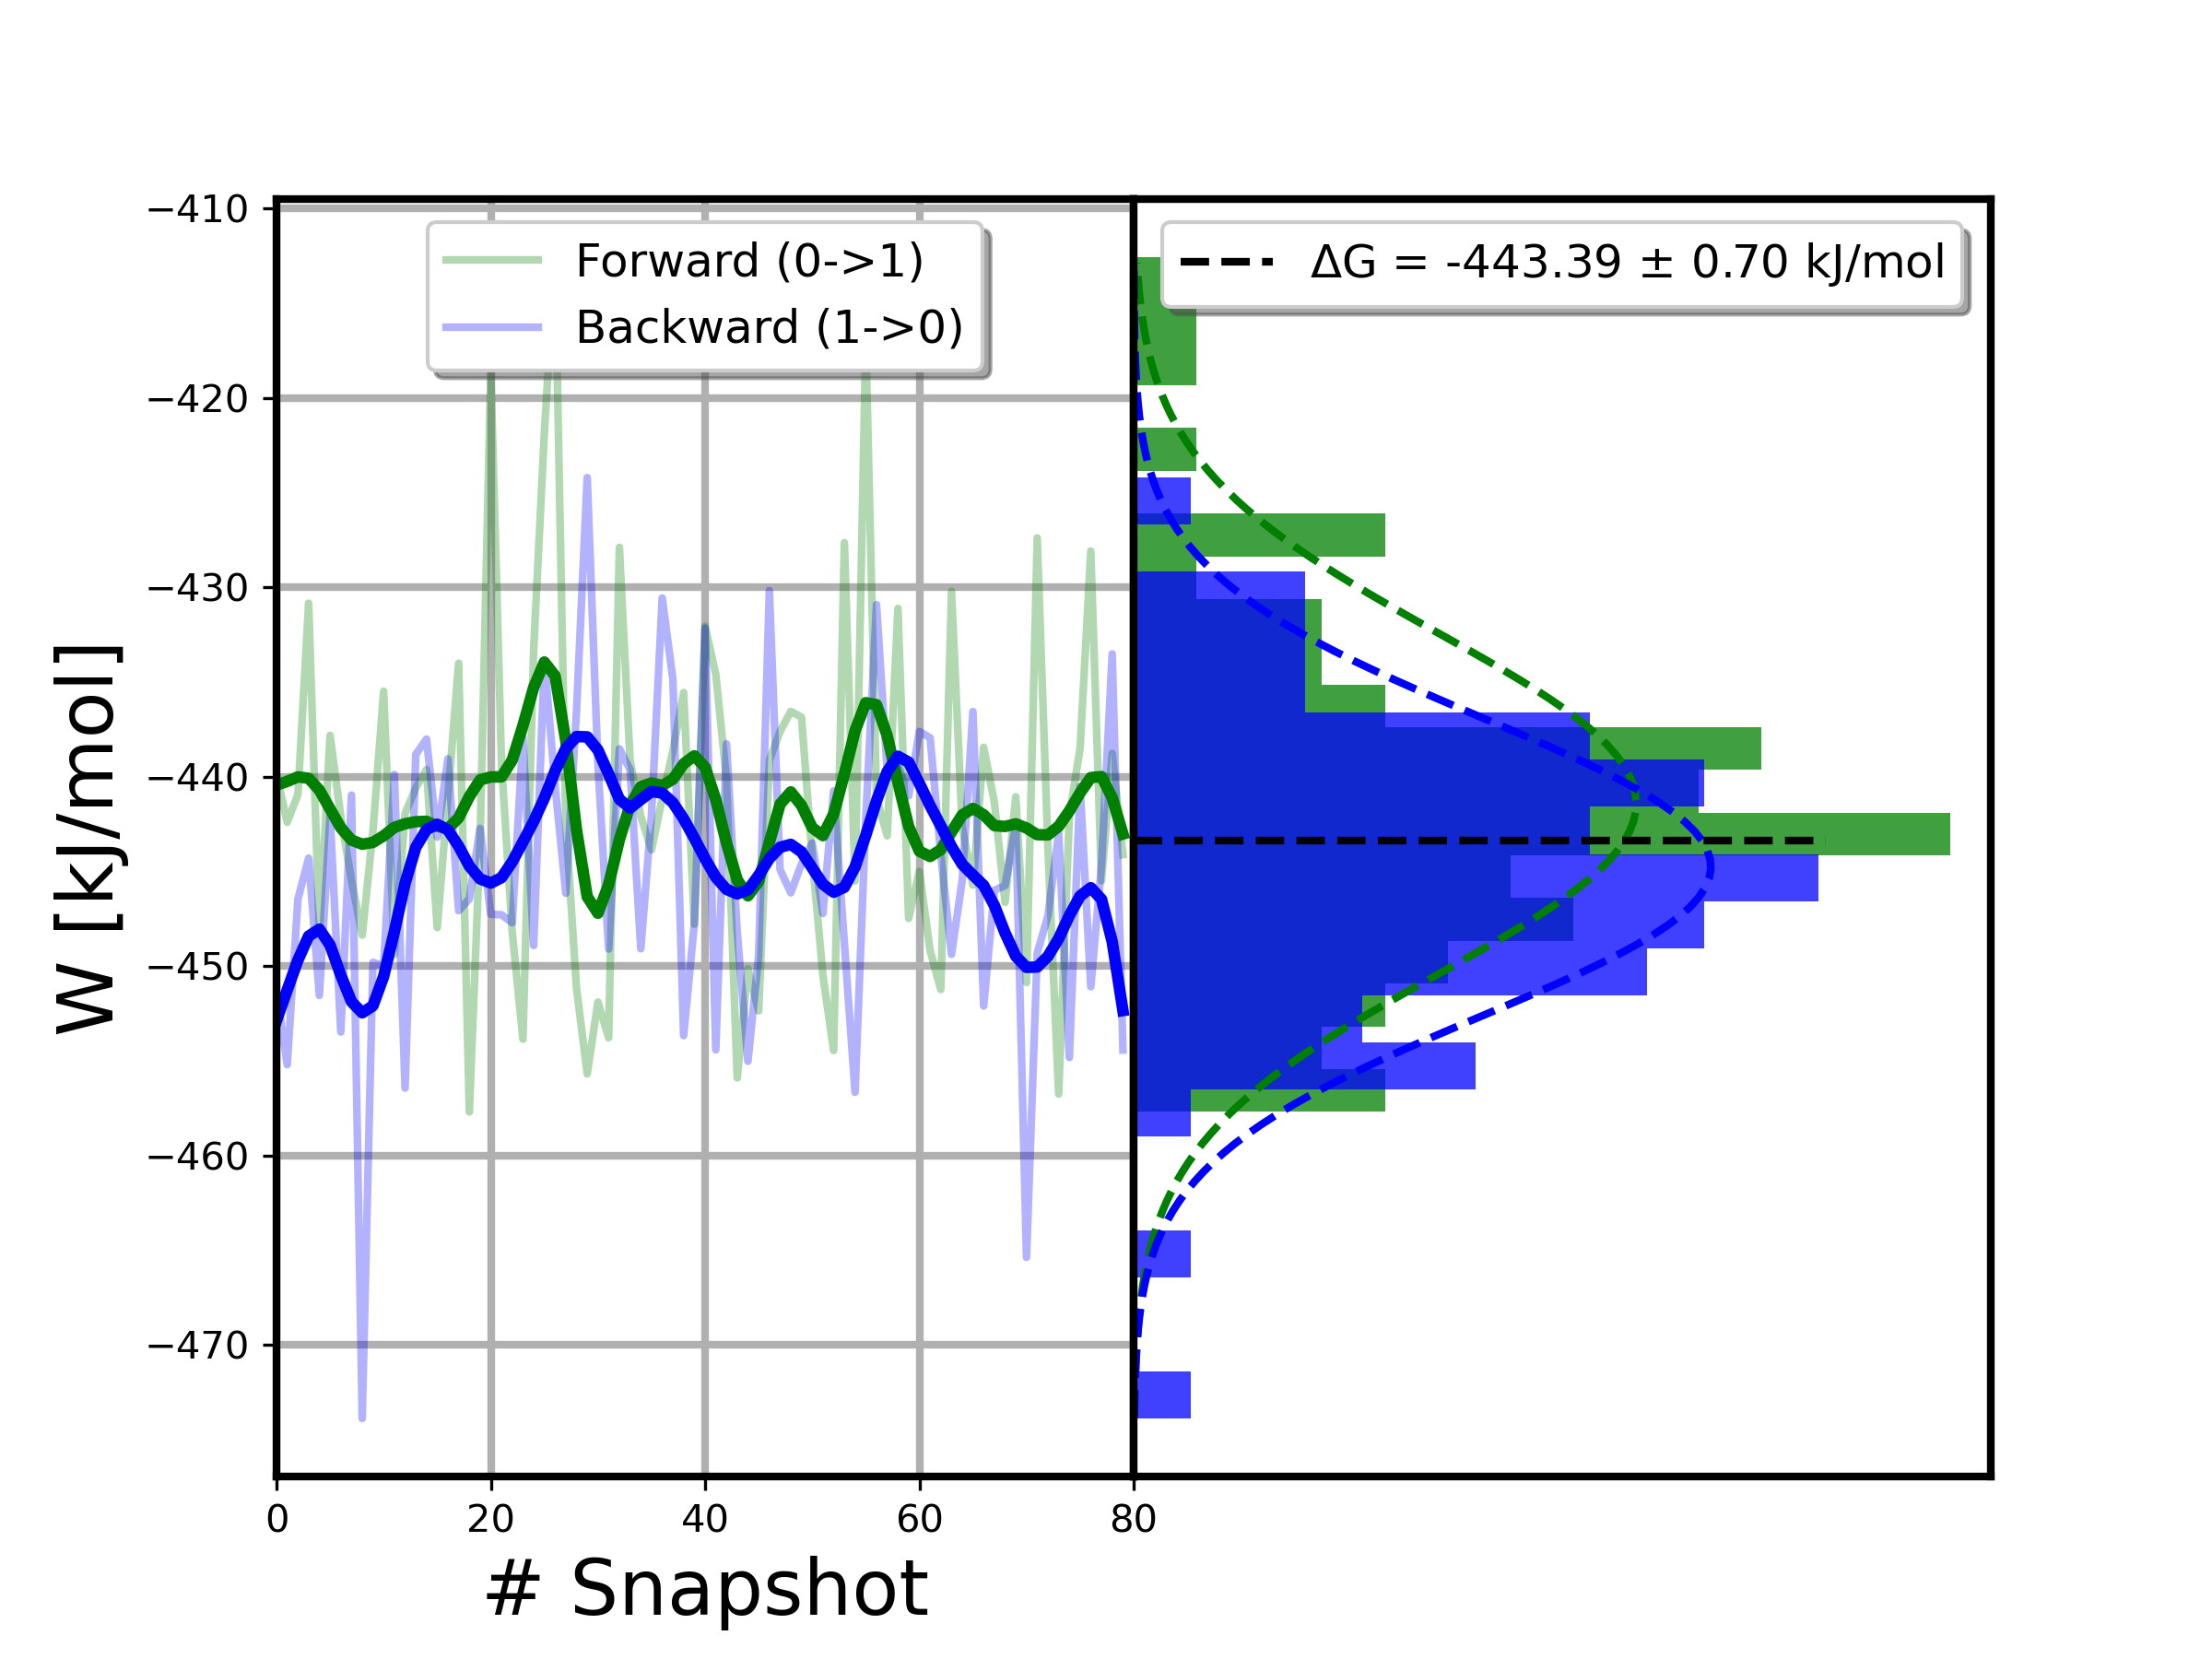 Forward (0->1)
Backward (1->0)
ΔG = -443.39 ± 0.70 kJ/mol
−410
−420
−430
−440
−450
−460
−470
W [kJ/mol]
0 20 40 60 80
# Snapshot